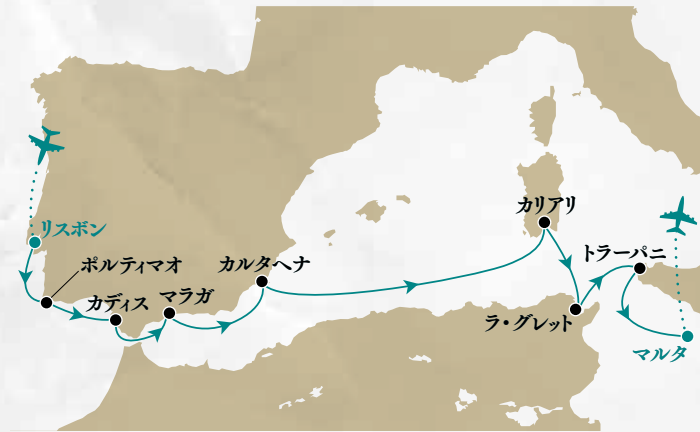 リスボン
ポルティマオ
カディス
マラガ
カルタヘナ
カリアリ
ラ・グレット
トラーパニ
マルタ